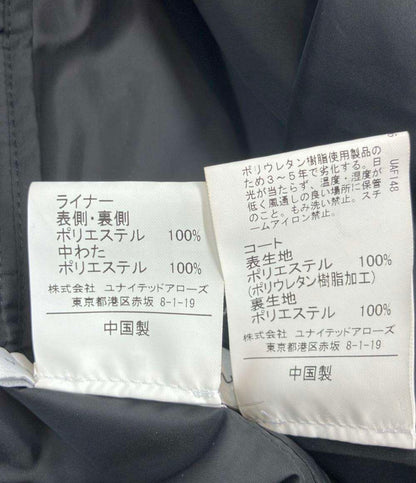 ライナー
表側・裏側
ポリエステル 100%
中わた
ポリエステル 100%
株式会社 ユナイテッドアローズ
東京都港区赤坂 8-1-19
中国製
ポリウレタン樹脂使用製品の
ため3～5年で劣化する。日
光が当たらず、温度・湿度が
低く風通しの良い場所に保管
のこと。もみ洗い禁止。スチ
ームアイロン禁止。
コート
表生地
ポリエステル 100%
(ポリウレタン樹脂加工)
裏生地
ポリエステル 100%
株式会社 ユナイテッドアローズ
東京都港区赤坂 8-1-19
中国製
UAF 148